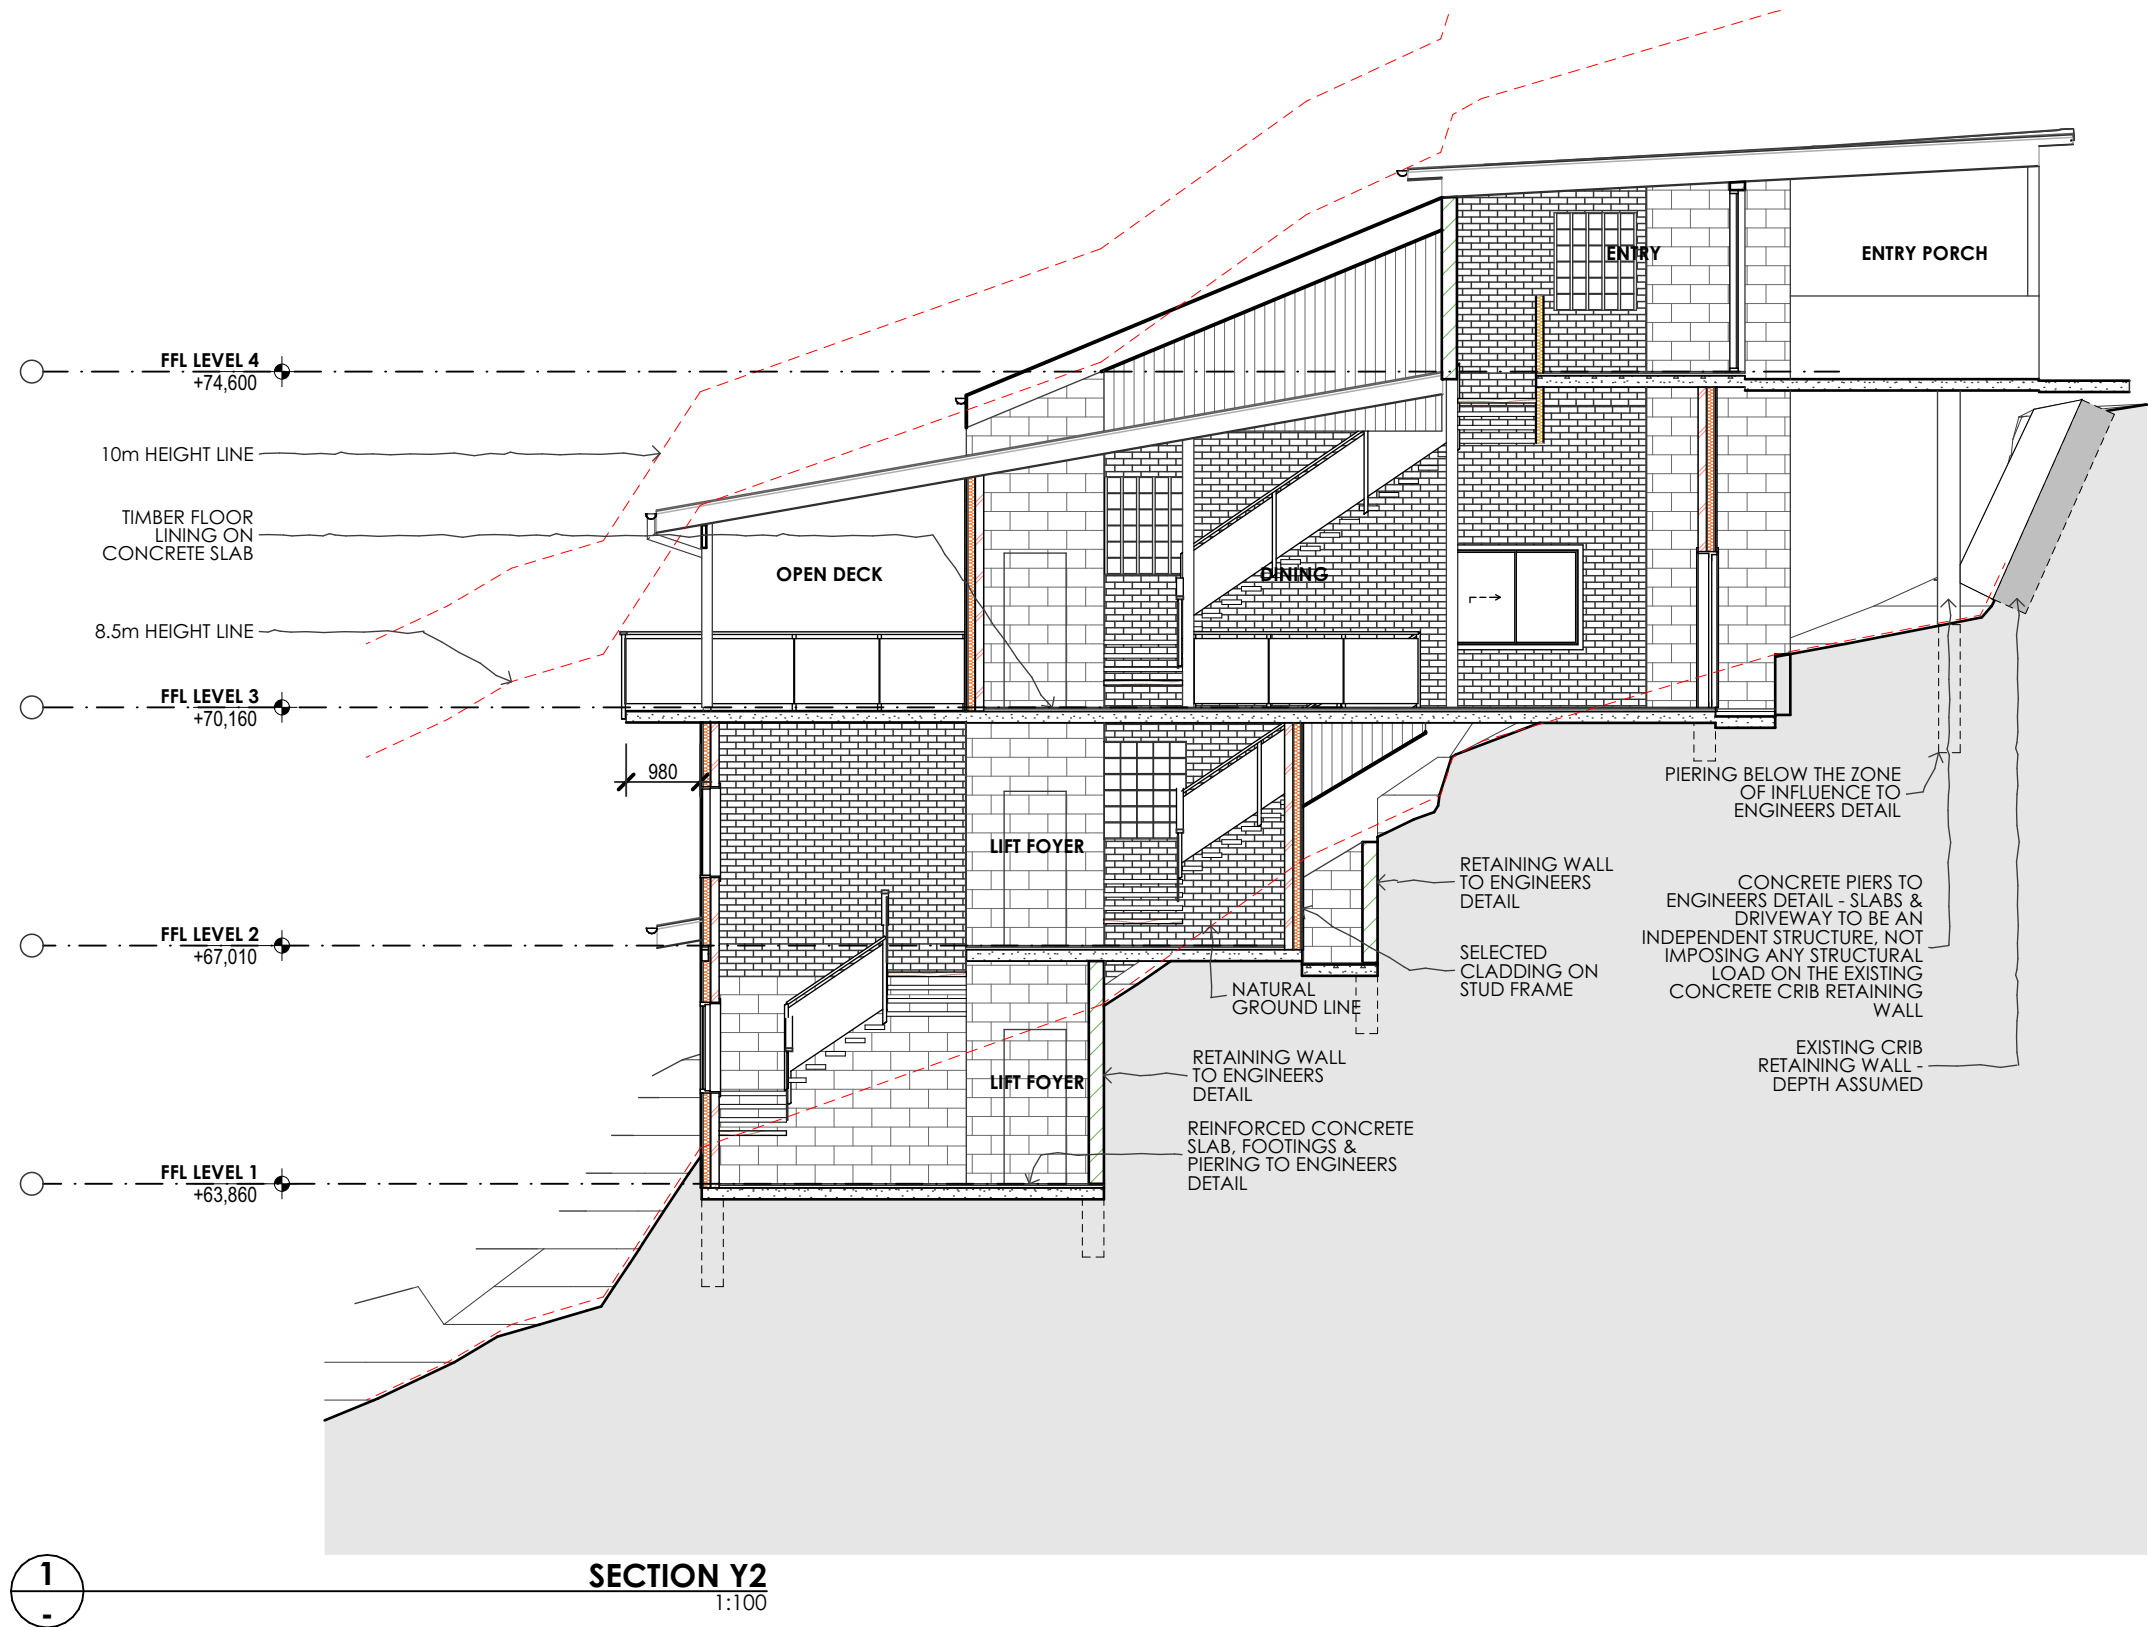 ENTRY
ENTRY PORCH
FFL LEVEL 4
+74,600
10m HEIGHT LINE
TIMBER FLOOR
LINING ON
CONCRETE SLAB
OPEN DECK
DINING
8.5m HEIGHT LINE
FFL LEVEL 3
+70,160
980
PIERING BELOW THE ZONE
OF INFLUENCE TO
ENGINEERS DETAIL
LIFT FOYER
RETAINING WALL
TO ENGINEERS
DETAIL
CONCRETE PIERS TO
ENGINEERS DETAIL - SLABS &
DRIVEWAY TO BE AN
INDEPENDENT STRUCTURE, NOT
IMPOSING ANY STRUCTURAL
LOAD ON THE EXISTING
CONCRETE CRIB RETAINING
WALL
FFL LEVEL 2
+67,010
SELECTED
CLADDING ON
STUD FRAME
NATURAL
GROUND LINE
EXISTING CRIB
RETAINING WALL -
DEPTH ASSUMED
RETAINING WALL
TO ENGINEERS
DETAIL
LIFT FOYER
REINFORCED CONCRETE
SLAB, FOOTINGS &
PIERING TO ENGINEERS
DETAIL
FFL LEVEL 1
+63,860
1
-
SECTION Y2
1:100